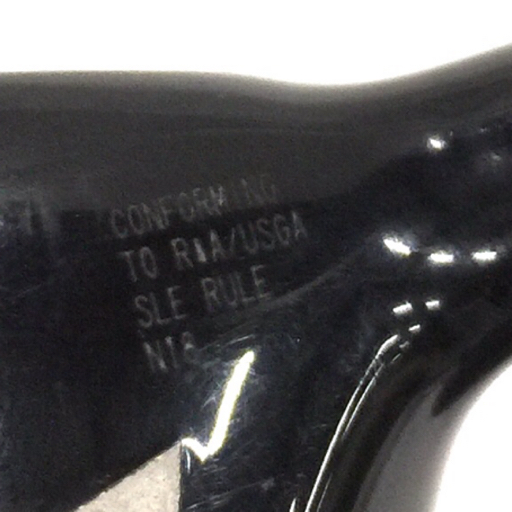 CONFORMING
TO R&A/USGA
SLE RULE